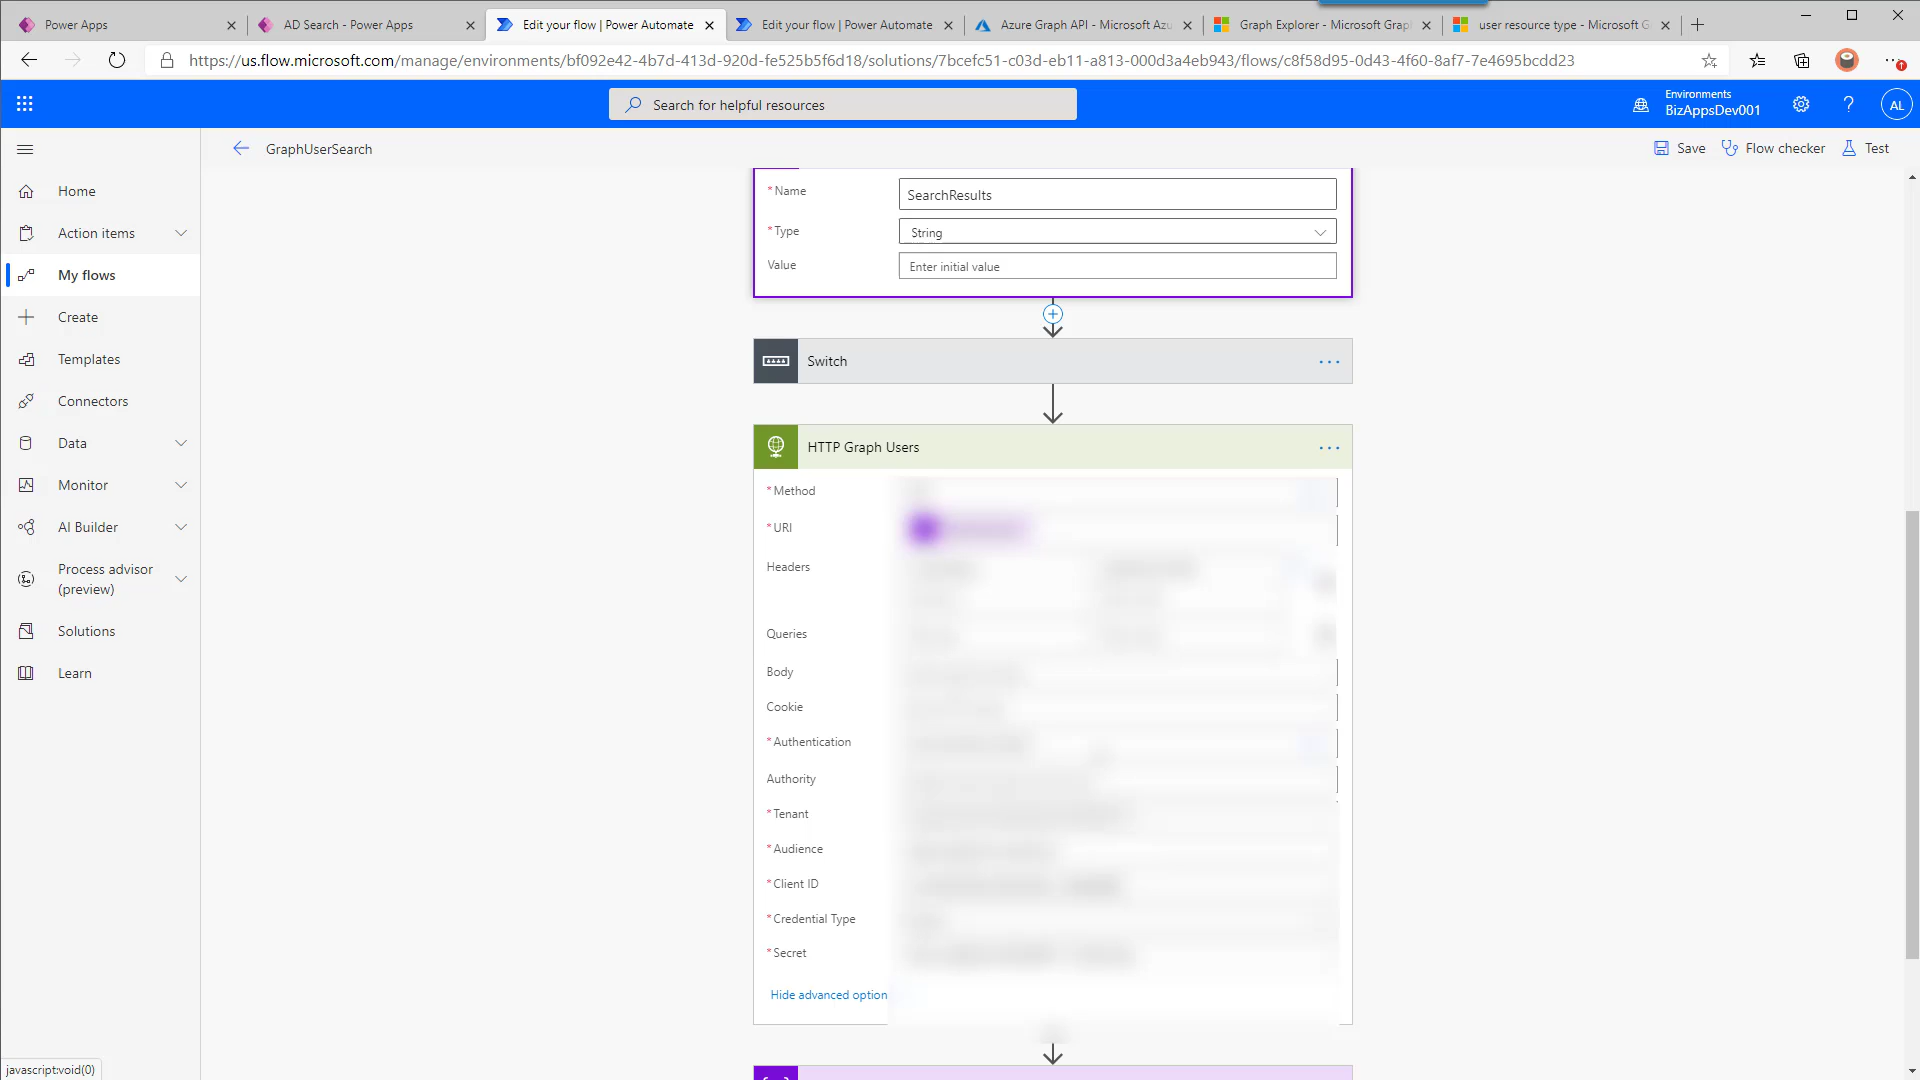 Power Apps
AD Search - Power Apps
Edit your flow | Power Automate
Edit your flow | Power Automate
Azure Graph API - Microsoft Azu
Graph Explorer - Microsoft Grap
user resource type - Microsoft G
https://us.flow.microsoft.com/manage/environments/bf092e42-4b7d-413d-920d-fe525b5f6d18/solutions/7bcefc51-c03d-eb11-a813-000d3a4eb943/flows/c8f58d95-0d43-4f60-8af7-7e4695bcdd23
Search for helpful resources
Environments
BizAppsDev001
AL
GraphUserSearch
Save
Flow checker
Test
Home
Action items
My flows
Create
Templates
Connectors
Data
Monitor
AI Builder
Process advisor
(preview)
Solutions
Learn
* Name
SearchResults
* Type
String
Value
Enter initial value
Switch
HTTP Graph Users
* Method
* URI
Headers
Queries
Body
Cookie
* Authentication
Authority
* Tenant
* Audience
* Client ID
* Credential Type
* Secret
Hide advanced option
javascript:void(0)